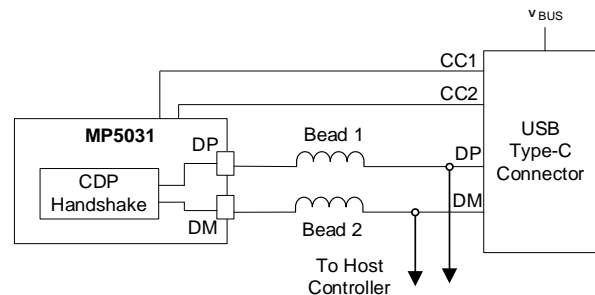 VBUS
CC1
CC2
MP5031
DP
Bead 1
DP
USB
Type-C
Connector
CDP
Handshake
DM
Bead 2
DM
To Host
Controller